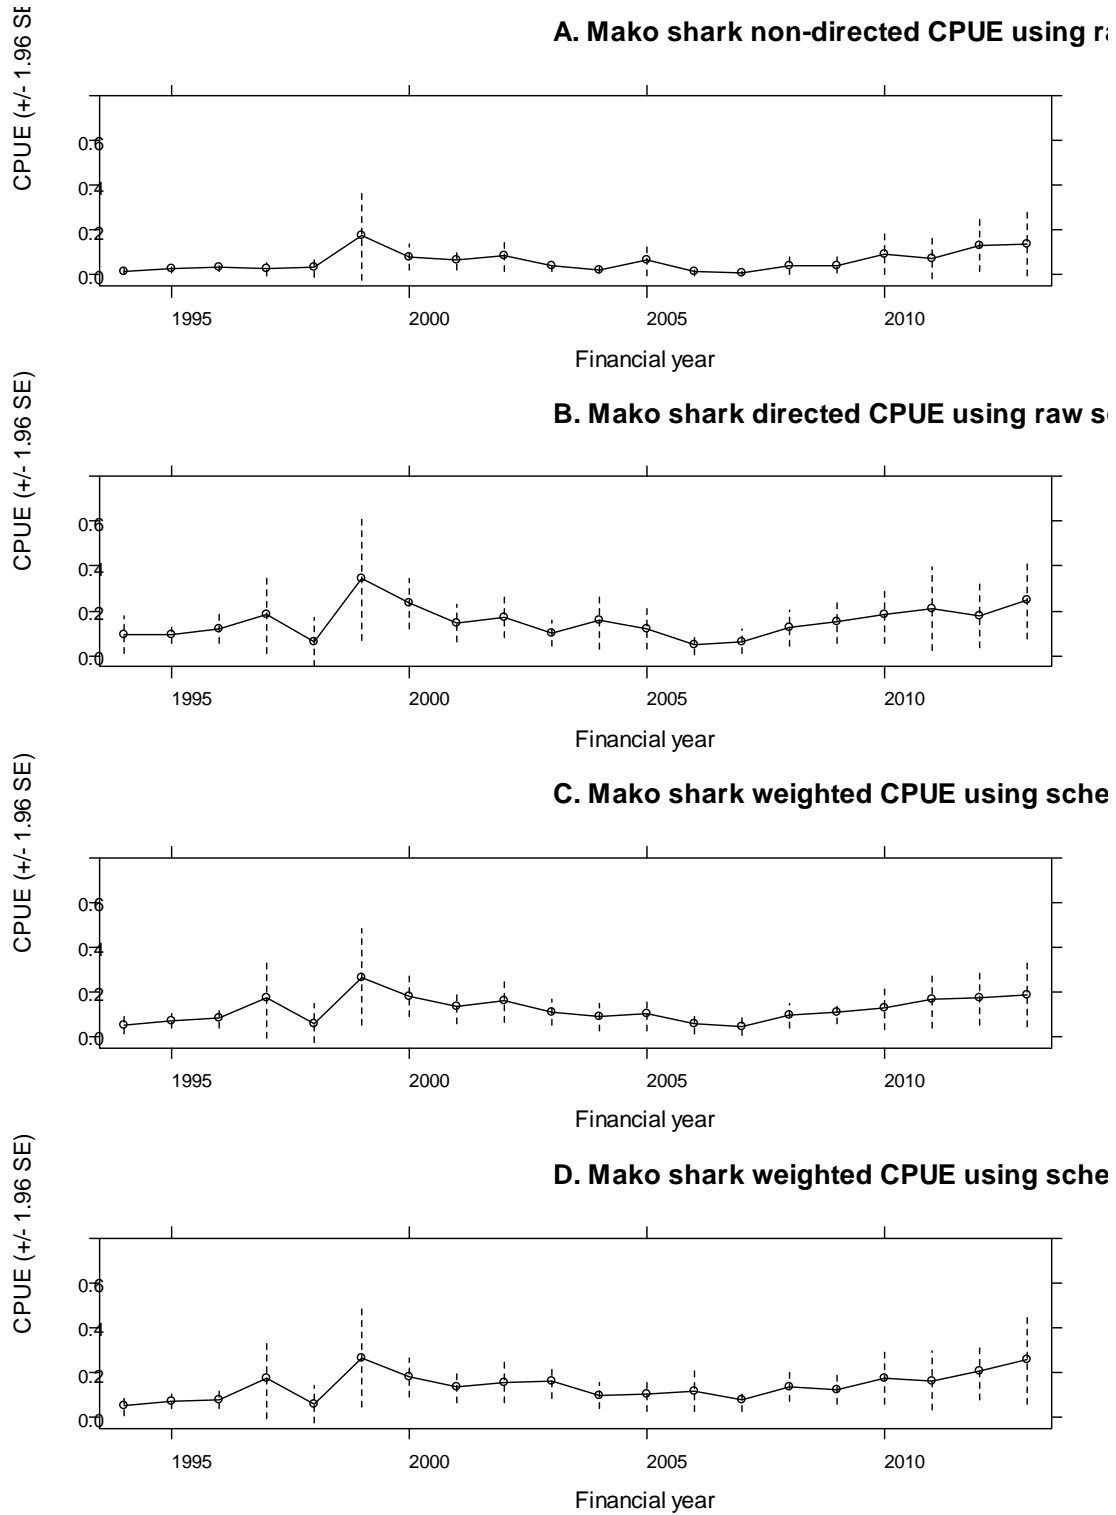 A. Mako shark non-directed CPUE using
CPUE (+/- 1.96 SE
0.6
0.4
0.2
0.0
1995 2000 2005 2010
Financial year
B. Mako shark directed CPUE using raw
CPUE (+/- 1.96 SE)
0.6
0.4
0.2
0.0
1995 2000 2005 2010
Financial year
C. Mako shark weighted CPUE using sche
CPUE (+/- 1.96 SE)
0.6
0.4
0.2
0.0
1995 2000 2005 2010
Financial year
D. Mako shark weighted CPUE using sche
CPUE (+/- 1.96 SE)
0.6
0.4
0.2
0.0
1995 2000 2005 2010
Financial year